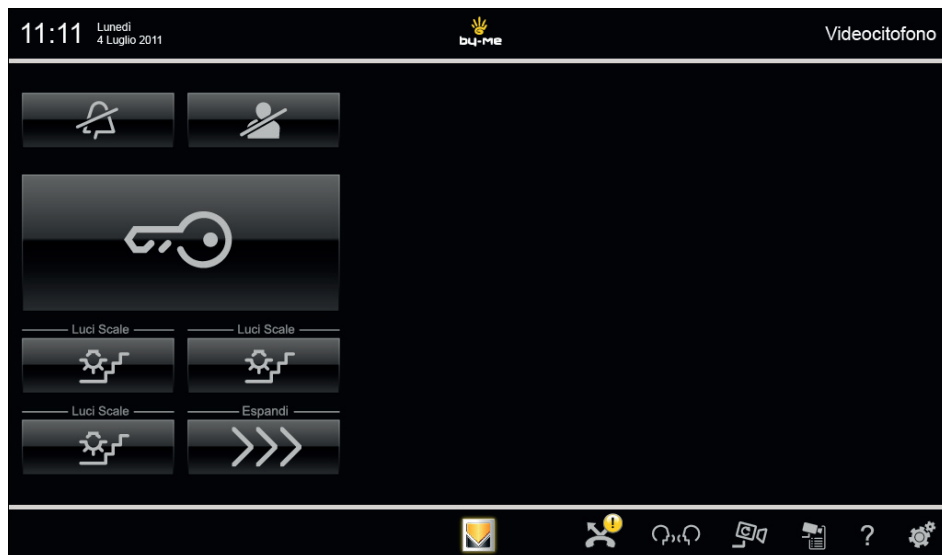 11:11 Lunedì
4 Luglio 2011
by-me
Videocitofono
Luci Scale
Luci Scale
Luci Scale
Espandi
!
?